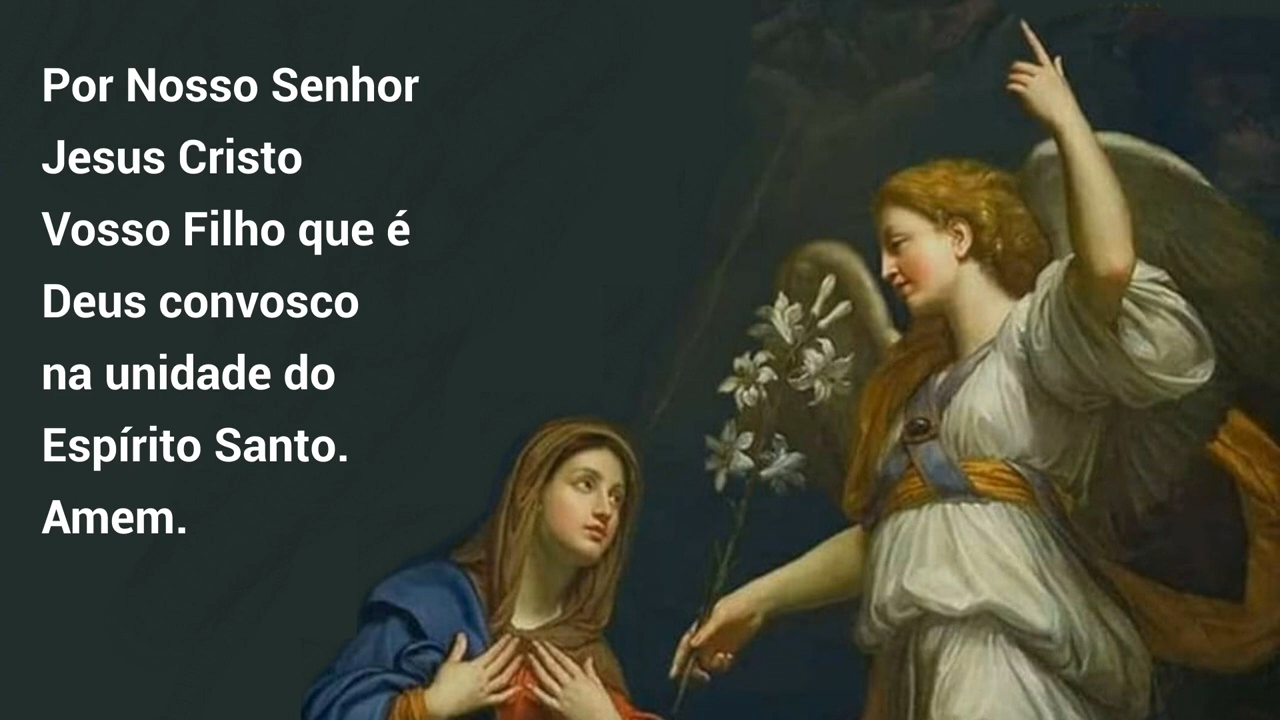 Por Nosso Senhor
Jesus Cristo
Vosso Filho que é
Deus convosco
na unidade do
Espírito Santo.
Amem.